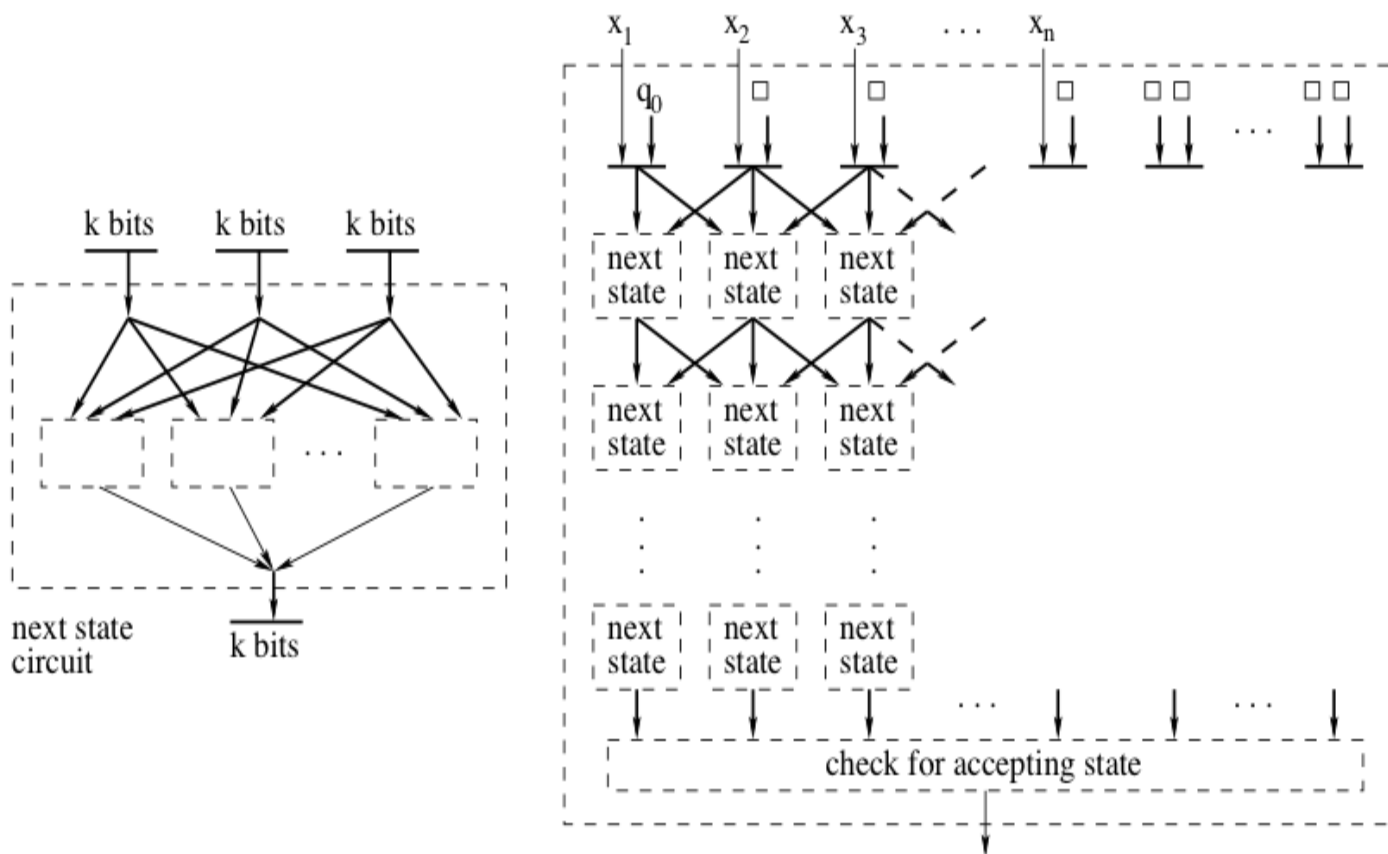 k bits k bits k bits
. . .
next state
circuit
k bits
x1 x2 x3 . . . xn
q0 □ □ □ □ □ □ □
. . .
next next next
state state state
next next next
state state state
. . .
. . .
. . .
next next next
state state state
. . . . . .
check for accepting state